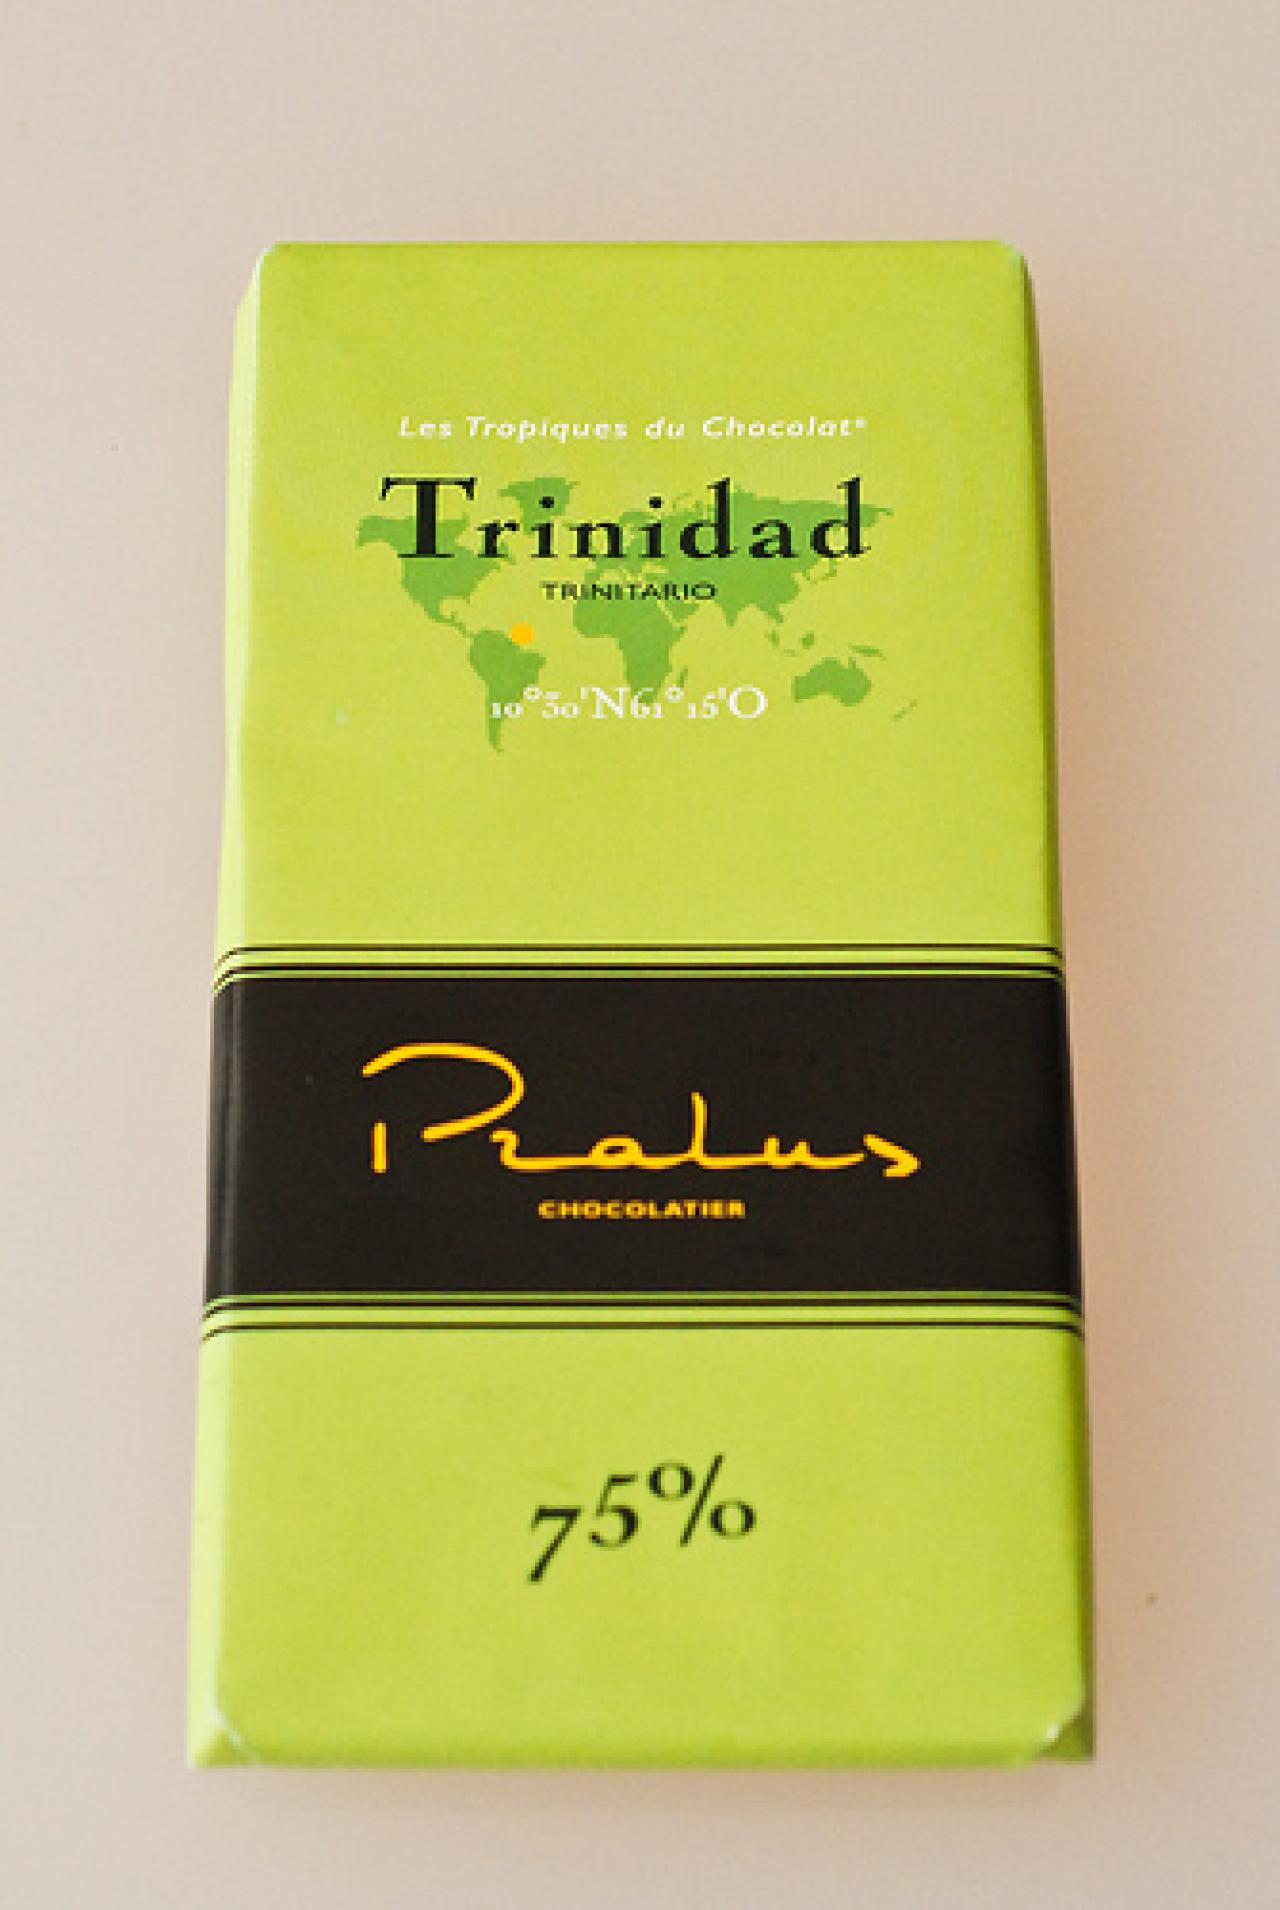 Les Tropiques du Chocolat®
Trinidad
TRINITARIO
10°30'N61°15'O
Pralus
CHOCOLATIER
75%